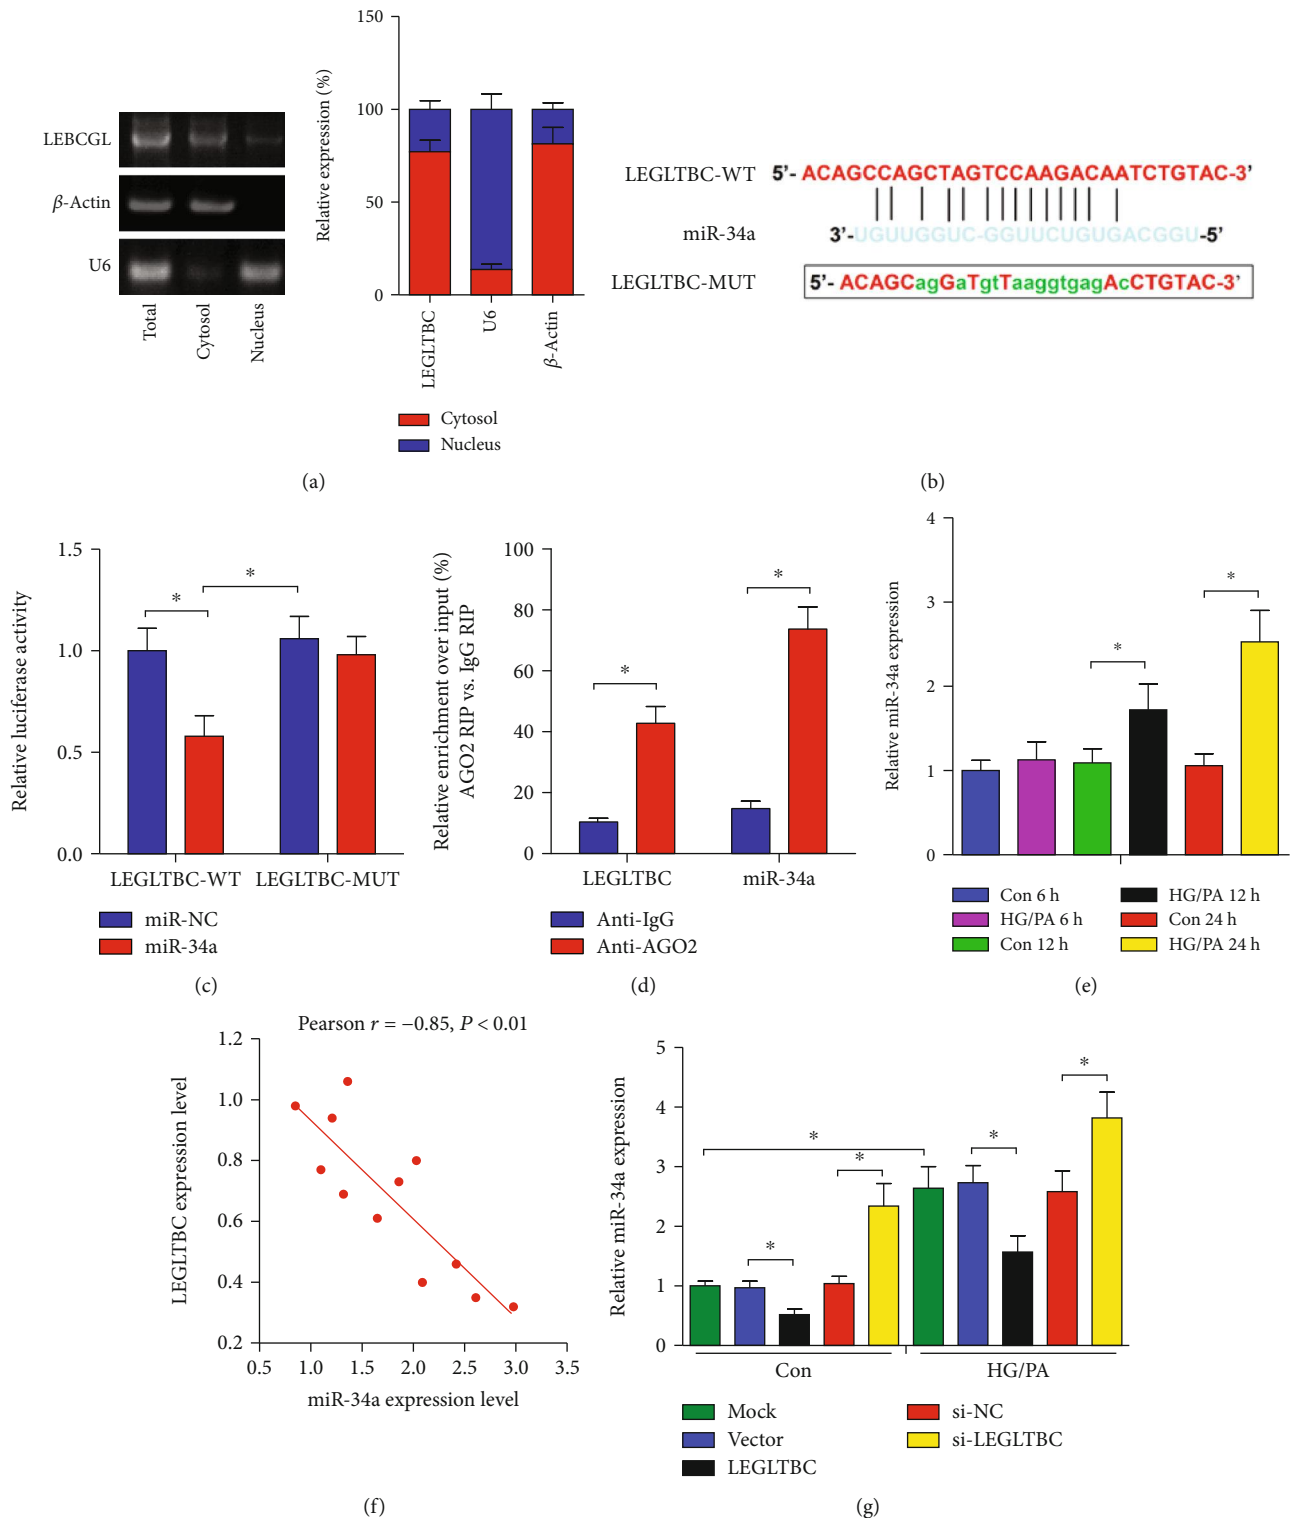 LEBCGL
β-Actin
U6
Total
Cytosol
Nucleus
Relative expression (%)
150
100
50
0
LEGLTBC
U6
β-Actin
Cytosol
Nucleus
(a)
LEGLTBC-WT 5’- ACAGCCAGCTAGTCCAAGACAATCTGTAC-3’
miR-34a 3’-UGUUGGUC-GGUUCUGUGACGGU-5’
LEGLTBC-MUT 5’- ACAGCagGaTgtTaaggtgagAcCTGTAC-3’
(b)
Relative luciferase activity
1.5
1.0
0.5
0.0
*
*
LEGLTBC-WT LEGLTBC-MUT
miR-NC
miR-34a
(c)
Relative enrichment over input (%)
AGO2 RIP vs. IgG RIP
100
80
60
40
20
0
*
*
LEGLTBC miR-34a
Anti-IgG
Anti-AGO2
(d)
Relative miR-34a expression
4
3
2
1
0
*
*
Con 6 h
HG/PA 6 h
Con 12 h
HG/PA 12 h
Con 24 h
HG/PA 24 h
(e)
Pearson r = −0.85, P < 0.01
LEGLTBC expression level
1.2
1.0
0.8
0.6
0.4
0.2
0.5 1.0 1.5 2.0 2.5 3.0 3.5
miR-34a expression level
(f)
Relative miR-34a expression
5
4
3
2
1
0
*
*
*
*
*
Con HG/PA
Mock
Vector
LEGLTBC
si-NC
si-LEGLTBC
(g)